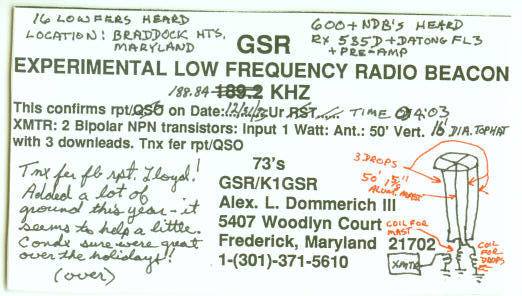 16 LOWFERS HEARD
LOCATION: BRADDOCK HTS. MARYLAND
600+ NDB'S HEARD
RX 535D + DATONG FL3 + PRE-AMP
GSR
EXPERIMENTAL LOW FREQUENCY RADIO BEACON
188.84 189.2 KHZ
This confirms rpt/QSO on Date: Ur RST TIME 04:03
XMTR: 2 Bipolar NPN transistors: Input 1 Watt: Ant.: 50' Vert. 16' DIA. TOPHAT
with 3 downleads. Tnx fer rpt/QSO
Tnx fer fb rpt. Lloyd!
Added a lot of
ground this year - it
seems to help a little.
Condx sure were great
over the holidays!
(over)
73's
GSR/K1GSR
Alex. L. Dommerich III
5407 Woodlyn Court
Frederick, Maryland 21702
1-(301)-371-5610
3 DROPS
50'
ALUM. MAST
COIL FOR MAST
COIL FOR DROPS
XMTR